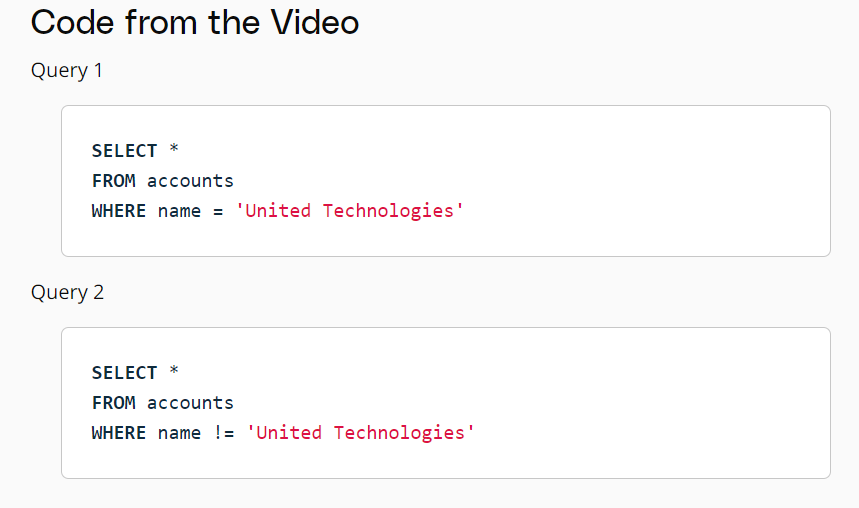 Code from the Video
Query 1
SELECT *
FROM accounts
WHERE name = 'United Technologies'
Query 2
SELECT *
FROM accounts
WHERE name != 'United Technologies'